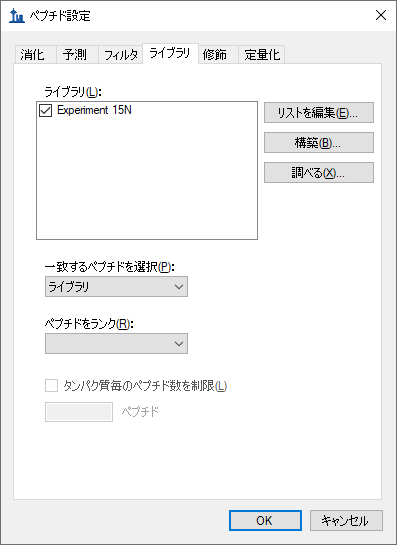 ペプチド設定
消化 予測 フィルタ ライブラリ 修飾 定量化
ライブラリ(L):
Experiment 15N
リストを編集(E)...
構築(B)...
調べる(X)...
一致するペプチドを選択(P):
ライブラリ
ペプチドをランク(R):
タンパク質毎のペプチド数を制限(L)
ペプチド
OK キャンセル